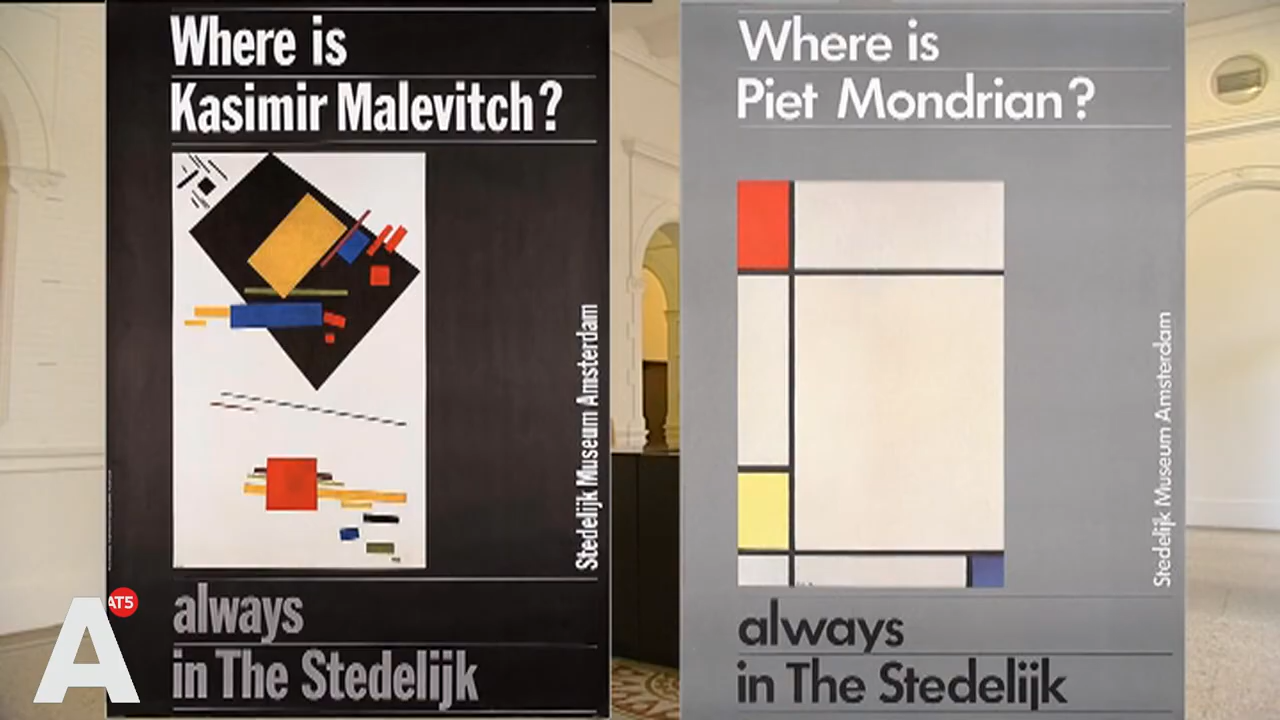 Where is
Kasimir Malevitch?
Stedelijk Museum Amsterdam
always
in The Stedelijk
Where is
Piet Mondrian?
Stedelijk Museum Amsterdam
always
in The Stedelijk
A
AT5